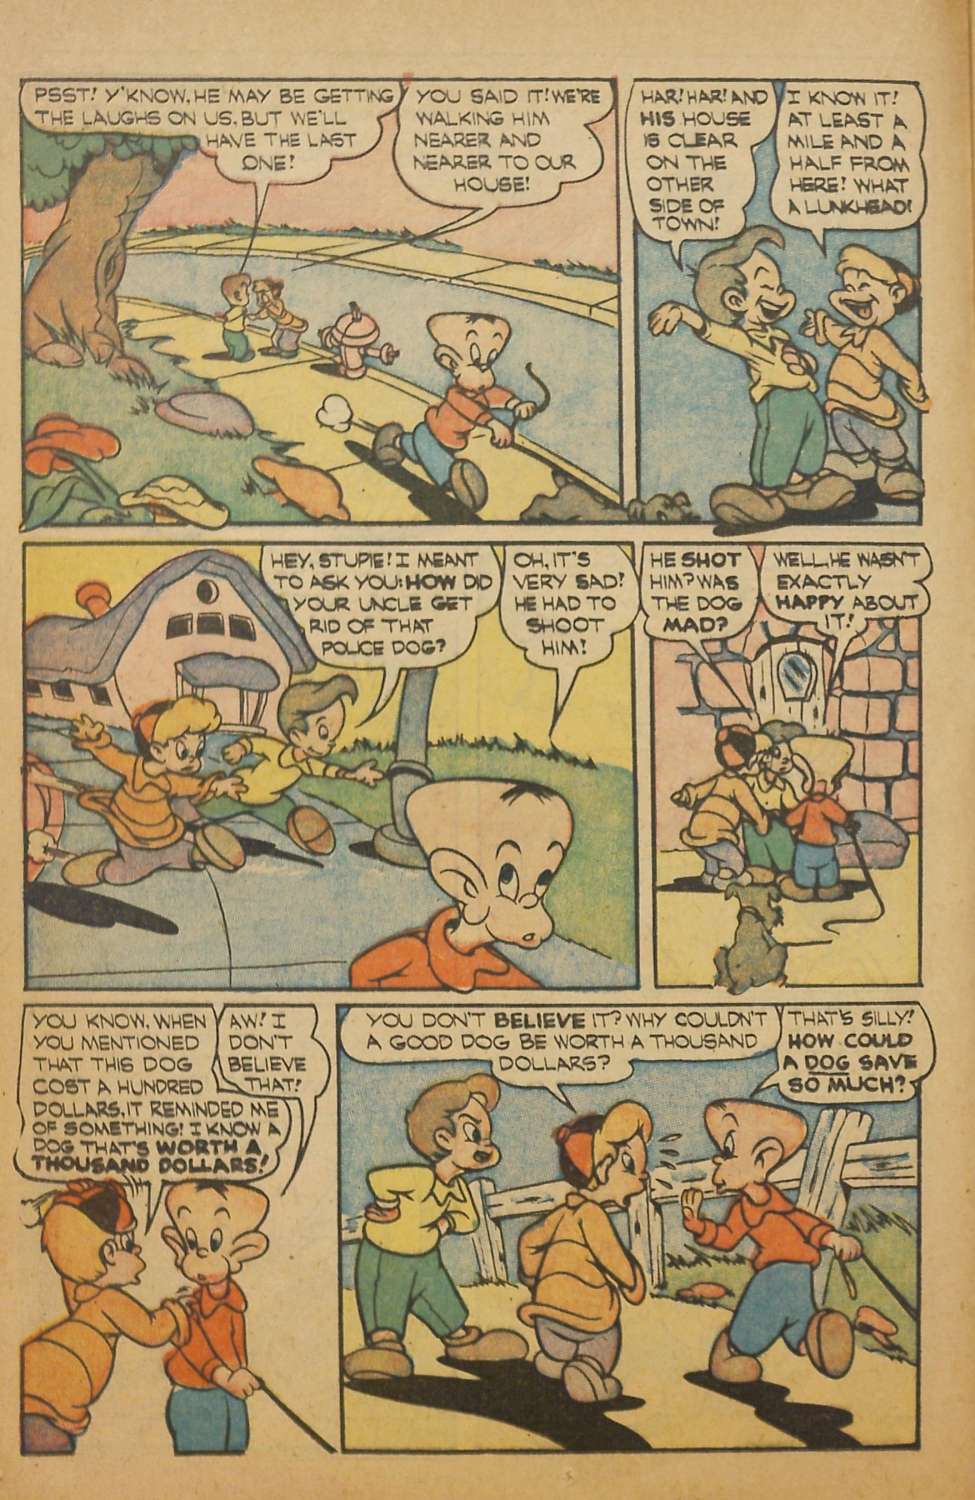 PSST! Y'KNOW, HE MAY BE GETTING
THE LAUGHS ON US, BUT WE'LL
HAVE THE LAST
ONE!
YOU SAID IT! WE'RE
WALKING HIM
NEARER AND
NEARER TO OUR
HOUSE!
HAR! HAR! AND
HIS HOUSE
IS CLEAR
ON THE
OTHER
SIDE OF
TOWN!
I KNOW IT!
AT LEAST A
MILE AND A
HALF FROM
HERE! WHAT
A LUNKHEAD!
HEY, STUPIE! I MEANT
TO ASK YOU: HOW DID
YOUR UNCLE GET
RID OF THAT
POLICE DOG?
OH, IT'S
VERY SAD!
HE HAD TO
SHOOT
HIM!
HE SHOT
HIM? WAS
THE DOG
MAD?
WELL, HE WASN'T
EXACTLY
HAPPY ABOUT
IT!
YOU KNOW, WHEN
YOU MENTIONED
THAT THIS DOG
COST A HUNDRED
DOLLARS, IT REMINDED ME
OF SOMETHING! I KNOW A
DOG THAT'S WORTH A
THOUSAND DOLLARS!
AW! I
DON'T
BELIEVE
THAT!
YOU DON'T BELIEVE IT? WHY COULDN'T
A GOOD DOG BE WORTH A THOUSAND
DOLLARS?
THAT'S SILLY!
HOW COULD
A DOG SAVE
SO MUCH?